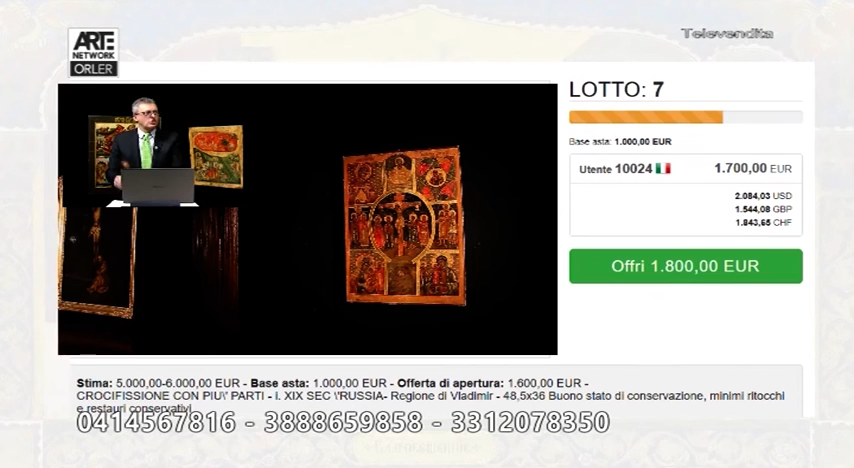 ARTE
NETWORK
ORLER
Televendita
LOTTO: 7
Base asta: 1.000,00 EUR
Utente 10024 1.700,00 EUR
2.084,03 USD
1.544,08 GBP
1.843,65 CHF
Offri 1.800,00 EUR
Stima: 5.000,00-6.000,00 EUR - Base asta: 1.000,00 EUR - Offerta di apertura: 1.600,00 EUR -
CROCIFISSIONE CON PIU\' PARTI - I. XIX SEC \'RUSSIA- Regione di Vladimir - 48,5x36 Buono stato di conservazione, minimi ritocchi
e restauri conservativi
0414567816 - 3888659858 - 3312078350